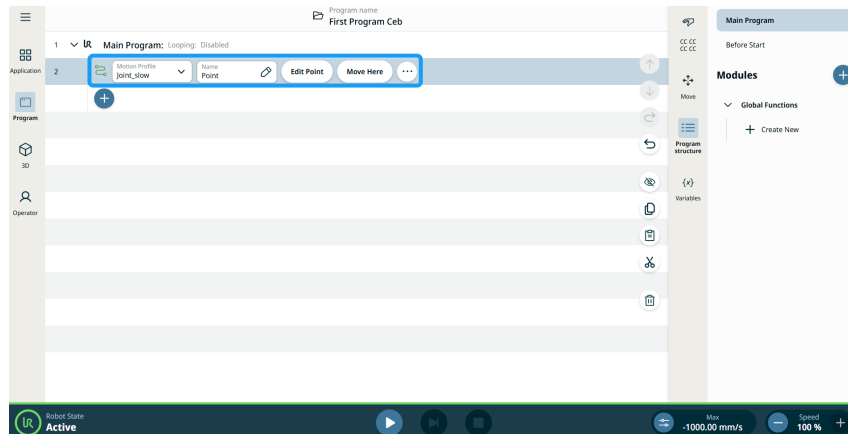 Program name
First Program Ceb
1 Main Program: Looping: Disabled
2 Motion Profile
Joint_slow
Name
Point
Edit Point
Move Here
Application
Program
3D
Operator
CC CC
CC CC
Move
Program
structure
{x}
Variables
Main Program
Before Start
Modules
Global Functions
Create New
UR
Robot State
Active
Max
-1000.00 mm/s
Speed
100 %